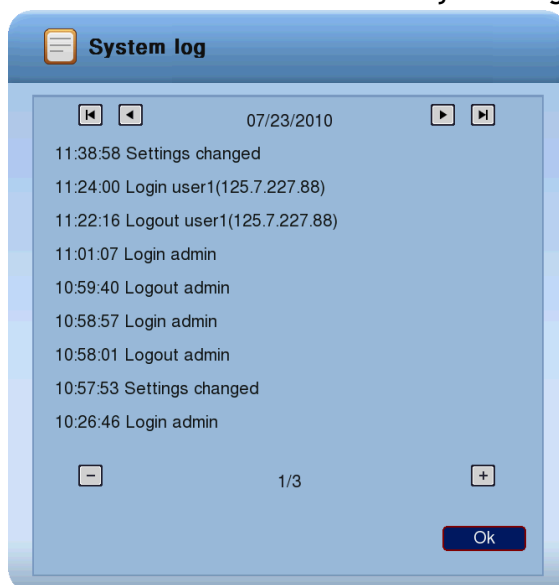 System log
07/23/2010
11:38:58 Settings changed
11:24:00 Login user1(125.7.227.88)
11:22:16 Logout user1(125.7.227.88)
11:01:07 Login admin
10:59:40 Logout admin
10:58:57 Login admin
10:58:01 Logout admin
10:57:53 Settings changed
10:26:46 Login admin
− 1/3 +
Ok